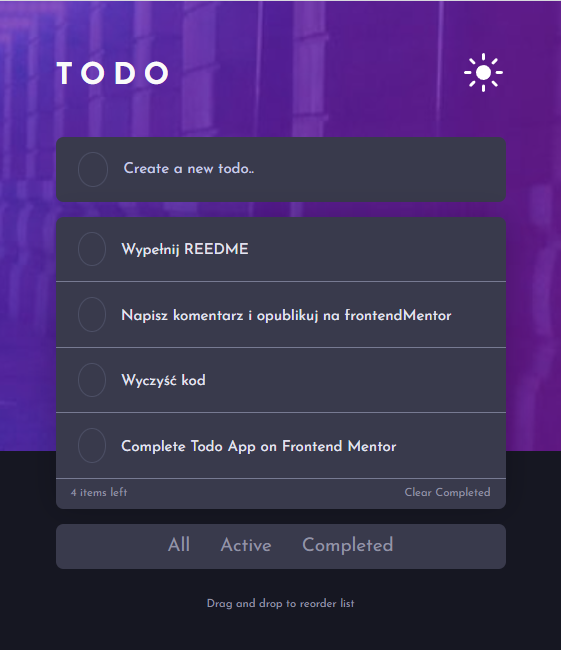 TODO
Create a new todo..
Wypełnij REEDME
Napisz komentarz i opublikuj na frontendMentor
Wyczyść kod
Complete Todo App on Frontend Mentor
4 items left Clear Completed
All Active Completed
Drag and drop to reorder list